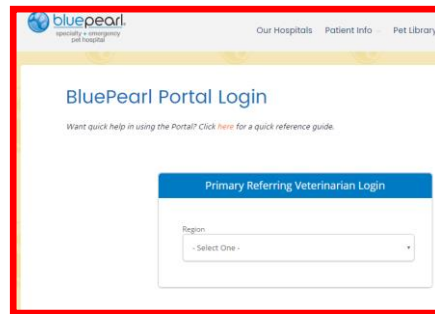 bluepearl.
specialty + emergency
pet hospital
Our Hospitals Patient Info Pet Library
BluePearl Portal Login
Want quick help in using the Portal? Click here for a quick reference guide.
Primary Referring Veterinarian Login
Region
- Select One -